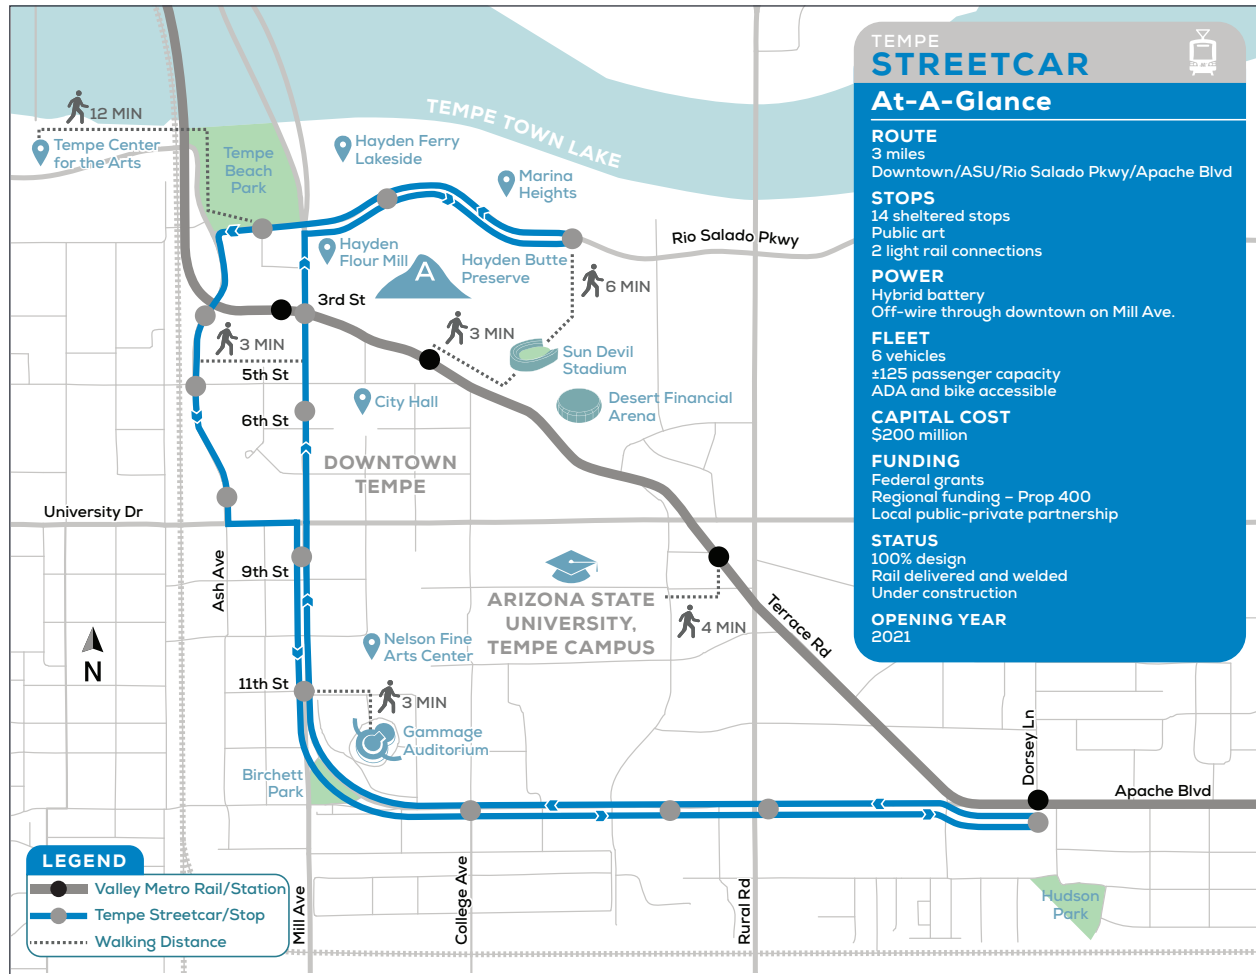 TEMPE
STREETCAR
At-A-Glance
ROUTE
3 miles
Downtown/ASU/Rio Salado Pkwy/Apache Blvd
STOPS
14 sheltered stops
Public art
2 light rail connections
POWER
Hybrid battery
Off-wire through downtown on Mill Ave.
FLEET
6 vehicles
±125 passenger capacity
ADA and bike accessible
CAPITAL COST
$200 million
FUNDING
Federal grants
Regional funding – Prop 400
Local public-private partnership
STATUS
100% design
Rail delivered and welded
Under construction
OPENING YEAR
2021
12 MIN
Tempe Center
for the Arts
Tempe
Beach
Park
Hayden Ferry
Lakeside
TEMPE TOWN LAKE
Marina
Heights
Hayden
Flour Mill
A
Hayden Butte
Preserve
Rio Salado Pkwy
6 MIN
3rd St
3 MIN
3 MIN
Sun Devil
Stadium
5th St
City Hall
Desert Financial
Arena
6th St
DOWNTOWN
TEMPE
University Dr
Ash Ave
9th St
ARIZONA STATE
UNIVERSITY,
TEMPE CAMPUS
4 MIN
Terrace Rd
N
Nelson Fine
Arts Center
11th St
3 MIN
Gammage
Auditorium
Birchett
Park
Dorsey Ln
Apache Blvd
Mill Ave
College Ave
Rural Rd
Hudson
Park
LEGEND
Valley Metro Rail/Station
Tempe Streetcar/Stop
Walking Distance